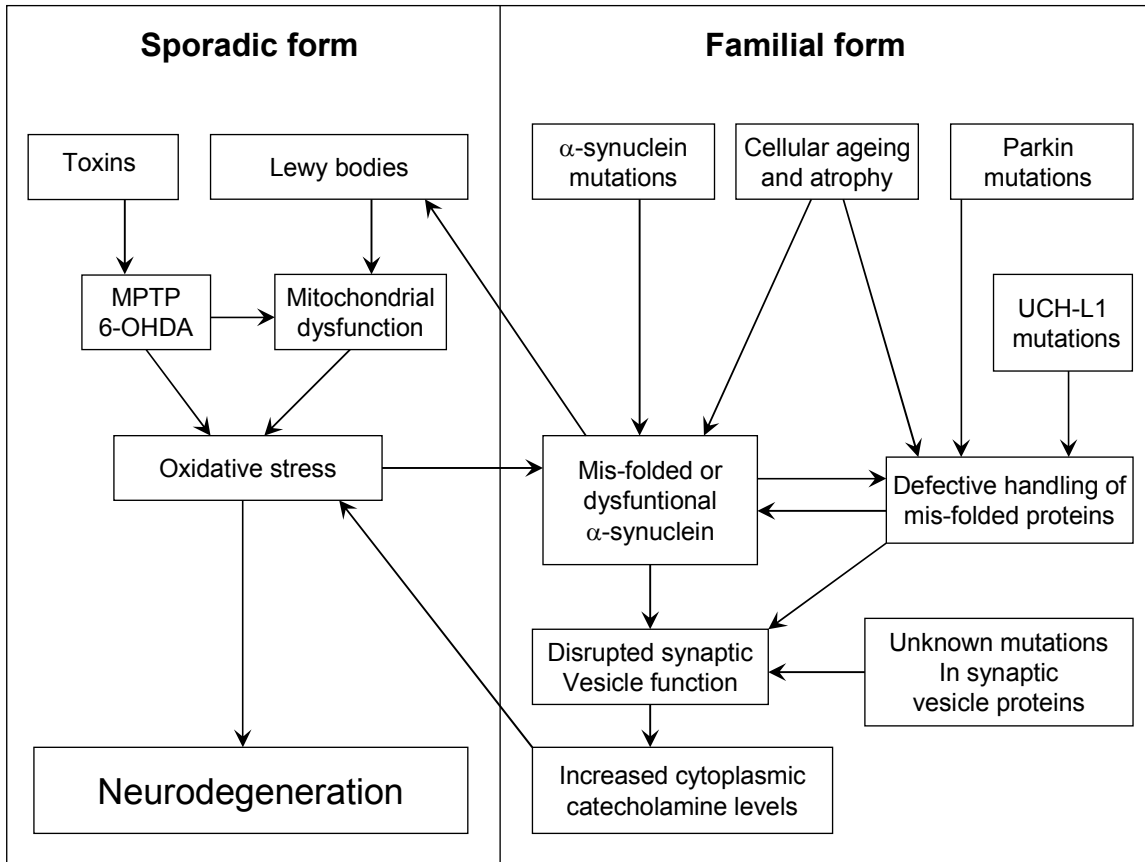 Sporadic form
Familial form
Toxins
Lewy bodies
α-synuclein
mutations
Cellular ageing
and atrophy
Parkin
mutations
MPTP
6-OHDA
Mitochondrial
dysfunction
UCH-L1
mutations
Oxidative stress
Mis-folded or
dysfuntional
α-synuclein
Defective handling of
mis-folded proteins
Disrupted synaptic
Vesicle function
Unknown mutations
In synaptic
vesicle proteins
Neurodegeneration
Increased cytoplasmic
catecholamine levels